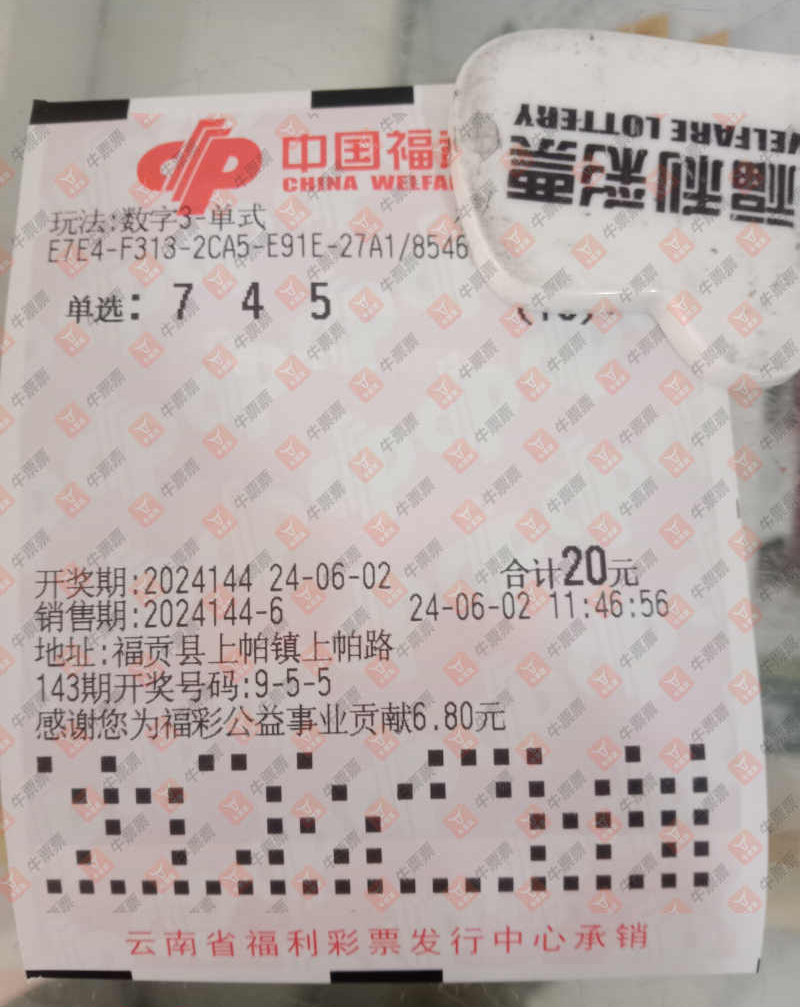 中国福
CHINA WELFA
WELFARE LOTTERY
福利彩票
玩法:数字3-单式
E7E4-F313-2CA5-E91E-27A1/8546
单选: 7 4 5
开奖期:2024144 24-06-02 合计20元
销售期:2024144-6 24-06-02 11:46:56
地址:福贡县上帕镇上帕路
143期开奖号码:9-5-5
感谢您为福彩公益事业贡献6.80元
云南省福利彩票发行中心承销
牛票票